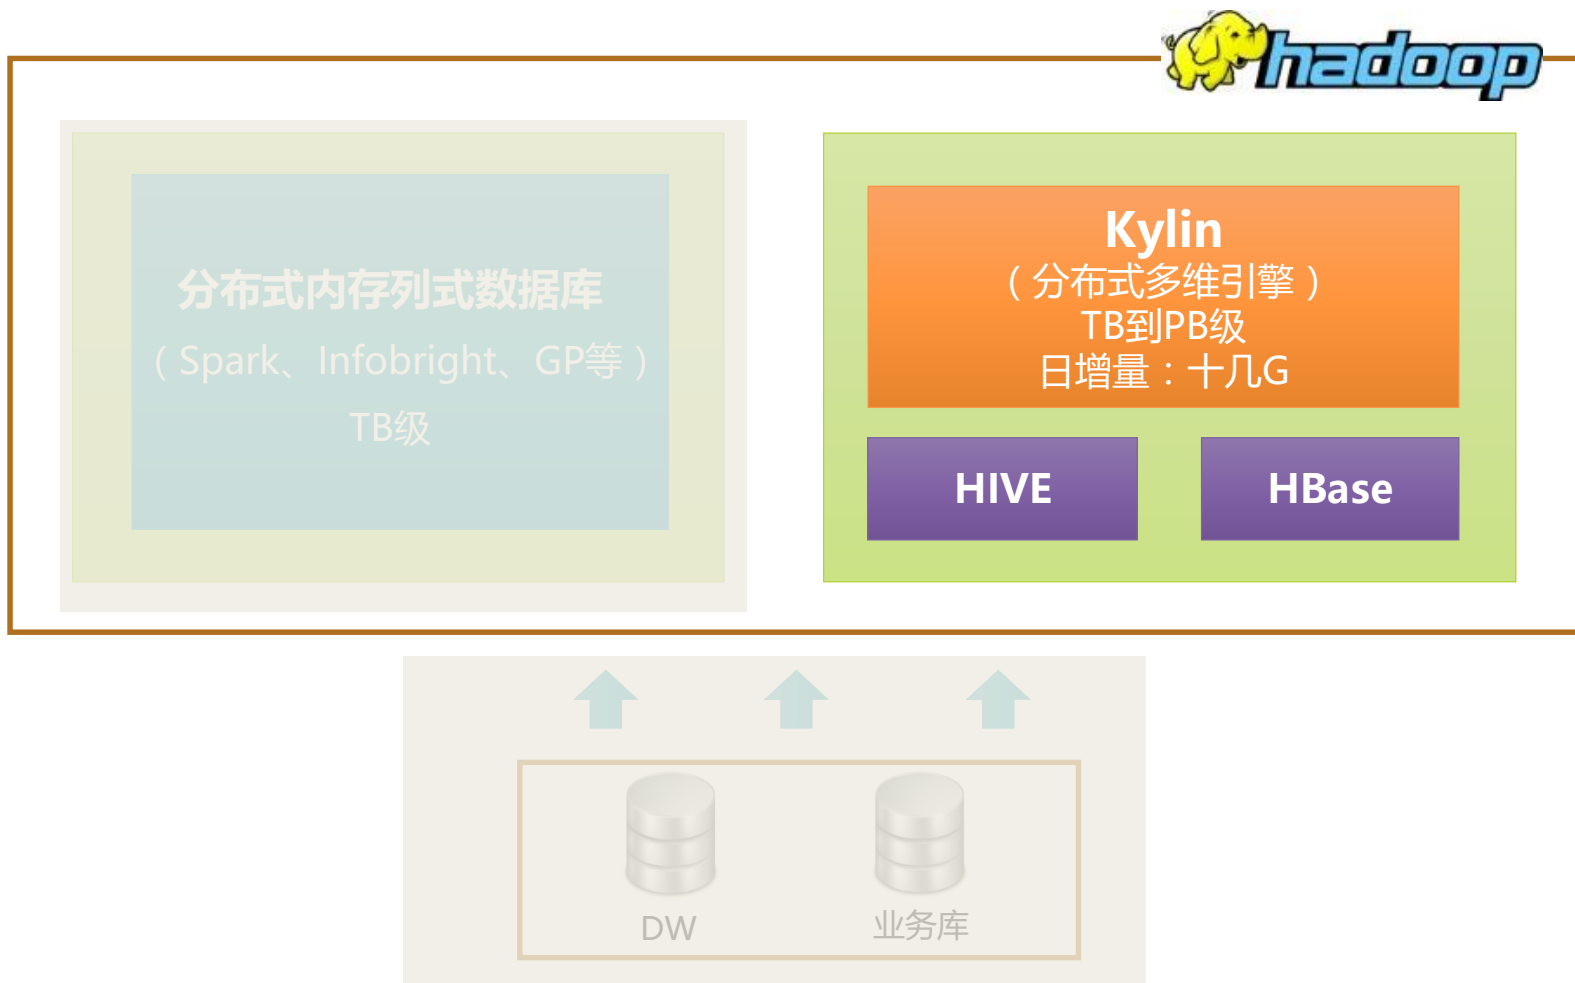 hadoop
分布式内存列式数据库
（Spark、Infobright、GP等）
TB级
Kylin
（分布式多维引擎）
TB到PB级
日增量：十几G
HIVE
HBase
DW
业务库